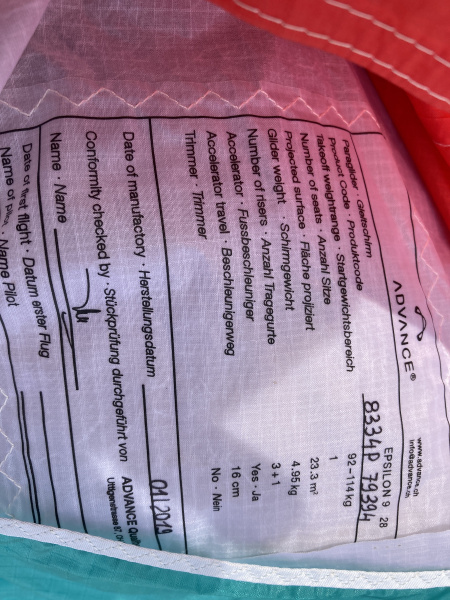 ADVANCE®
www.advance.ch
info@advance.ch
Paraglider · Gleitschirm EPSILON 9 28
Product Code · Produktcode 8334P 79394
Takeoff weightrange · Startgewichtsbereich 92-114 kg
Number of seats · Anzahl Sitze 1
Projected surface · Fläche projiziert 23.3 m²
Glider weight · Schirmgewicht 4.95 kg
Number of risers · Anzahl Tragegurte 3+1
Accelerator · Fussbeschleuniger Yes · Ja
Accelerator travel · Beschleunigerweg 16 cm
Trimmer · Trimmer No · Nein
Date of manufactory · Herstellungsdatum 01/2019
Conformity checked by · Stückprüfung durchgeführt von ADVANCE
Name · Name
Date of first flight · Datum erster Flug
Name of pilot · Name Pilot